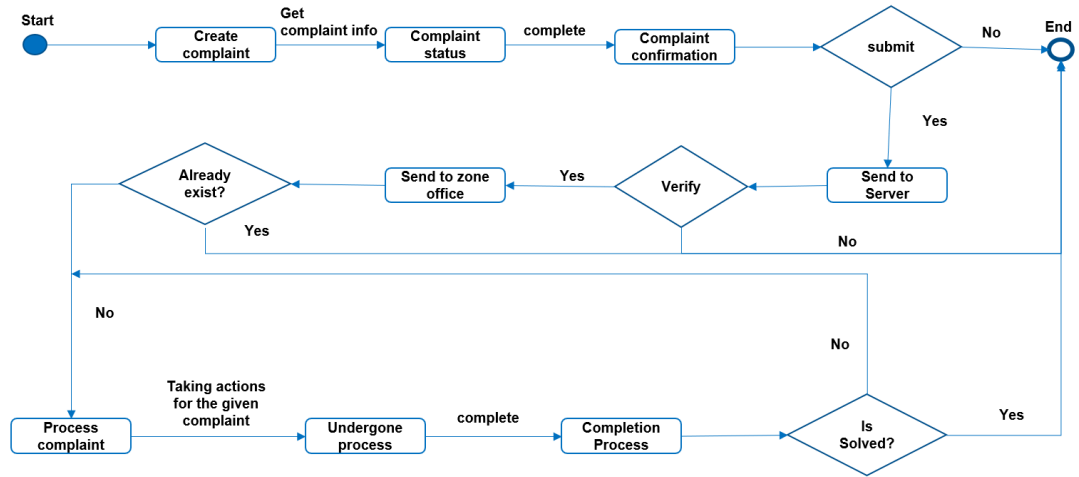 Start
Get
complaint info
Create
complaint
Complaint
status
complete
Complaint
confirmation
submit
No
End
Yes
Already
exist?
Send to zone
office
Yes
Verify
Send to
Server
Yes
No
No
No
Taking actions
for the given
complaint
Process
complaint
Undergone
process
complete
Completion
Process
Is
Solved?
Yes